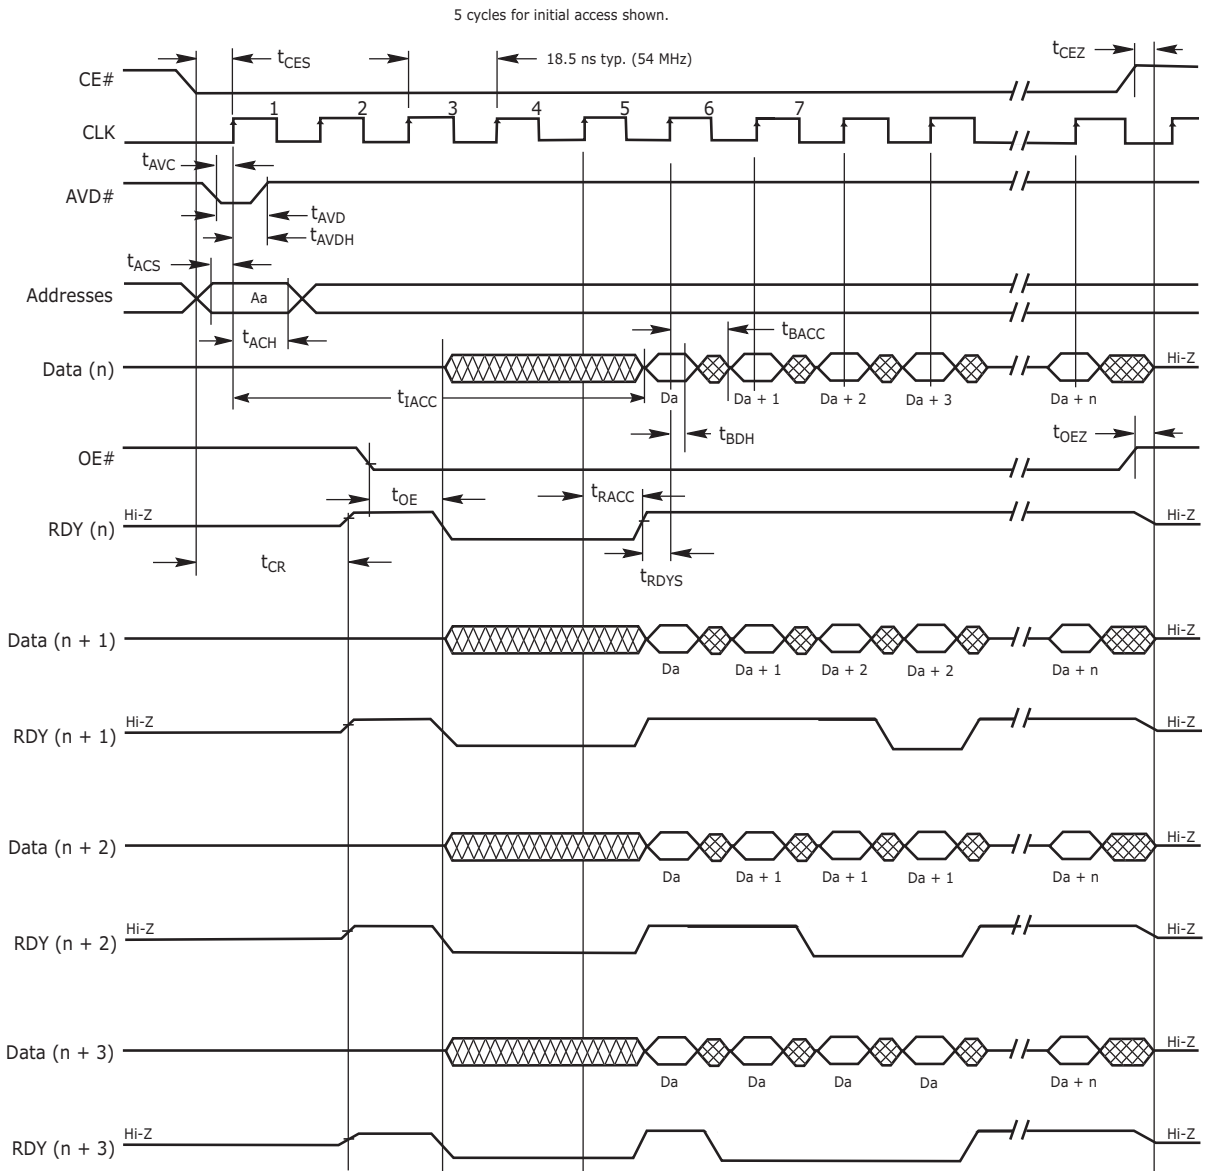 5 cycles for initial access shown.
tCES
18.5 ns typ. (54 MHz)
tCEZ
CE#
1 2 3 4 5 6 7
CLK
tAVC
AVD#
tAVD
tAVDH
tACS
Addresses
Aa
tACH
tBACC
Data (n)
Hi-Z
tIACC
Da Da + 1 Da + 2 Da + 3 Da + n
tBDH
tOEZ
OE#
tOE
tRACC
RDY (n)
Hi-Z
Hi-Z
tCR
tRDYS
Data (n + 1)
Hi-Z
Da Da + 1 Da + 2 Da + 2 Da + n
RDY (n + 1)
Hi-Z
Hi-Z
Data (n + 2)
Hi-Z
Da Da + 1 Da + 1 Da + 1 Da + n
RDY (n + 2)
Hi-Z
Hi-Z
Data (n + 3)
Hi-Z
Da Da Da Da Da + n
RDY (n + 3)
Hi-Z
Hi-Z